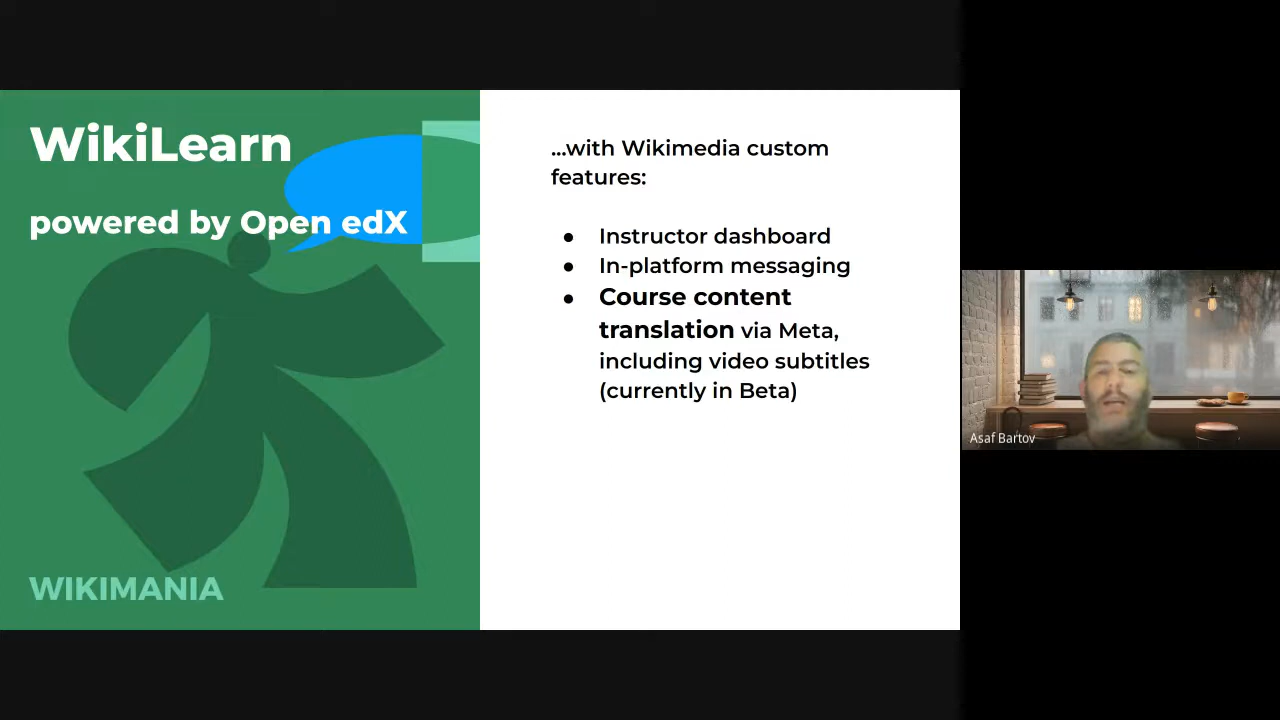 WikiLearn
powered by Open edX
WIKIMANIA
...with Wikimedia custom
features:
● Instructor dashboard
● In-platform messaging
● Course content
translation via Meta,
including video subtitles
(currently in Beta)
Asaf Bartov